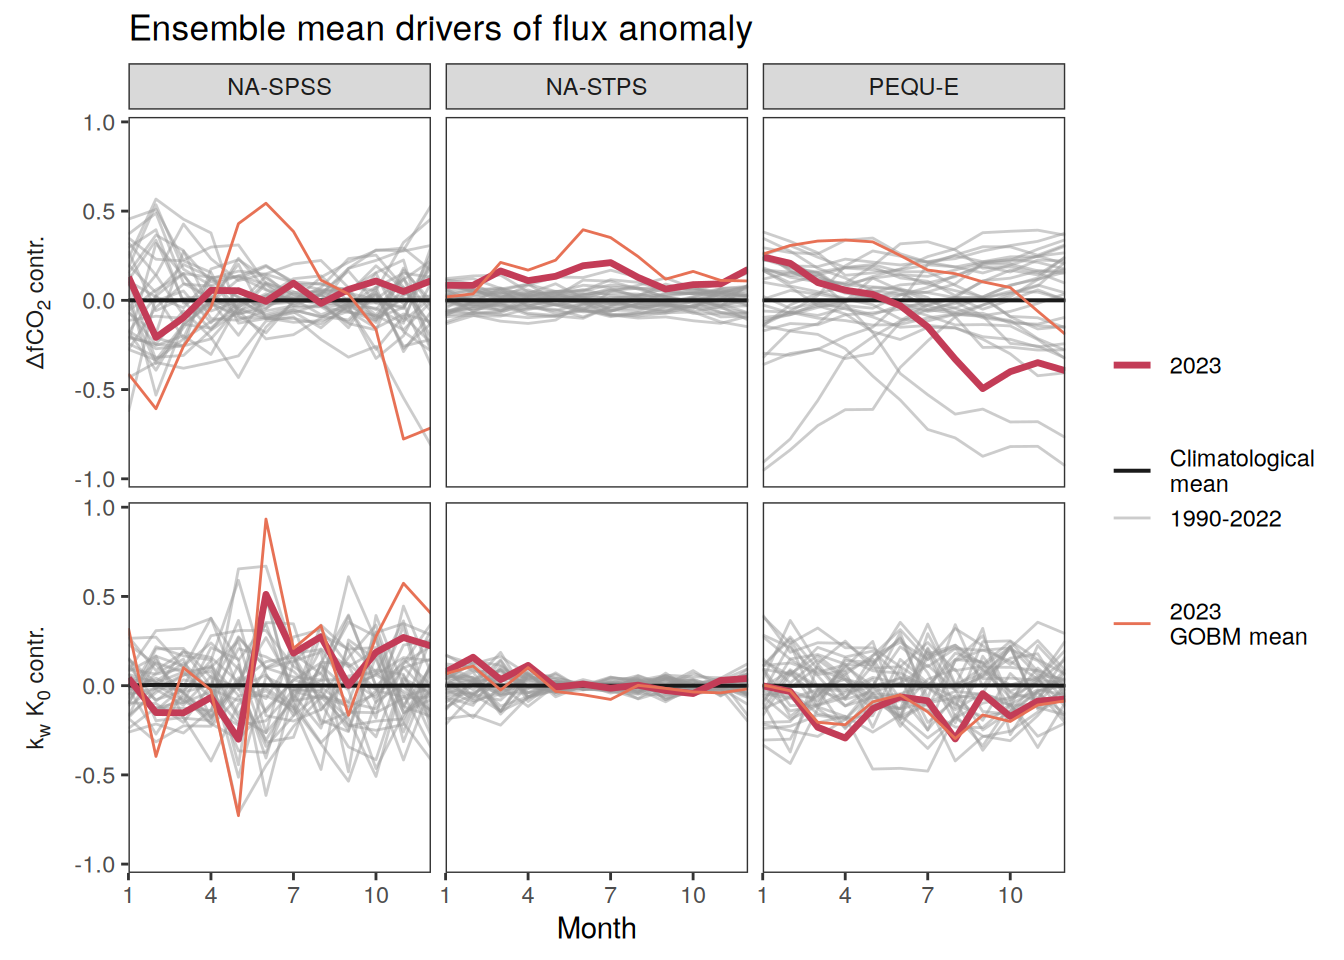 Ensemble mean drivers of flux anomaly
NA-SPSS
NA-STPS
PEQU-E
ΔfCO2 contr.
1.0
0.5
0.0
-0.5
-1.0
kw K0 contr.
1.0
0.5
0.0
-0.5
-1.0
1 4 7 10
1 4 7 10
1 4 7 10
Month
2023
Climatological
mean
1990-2022
2023
GOBM mean